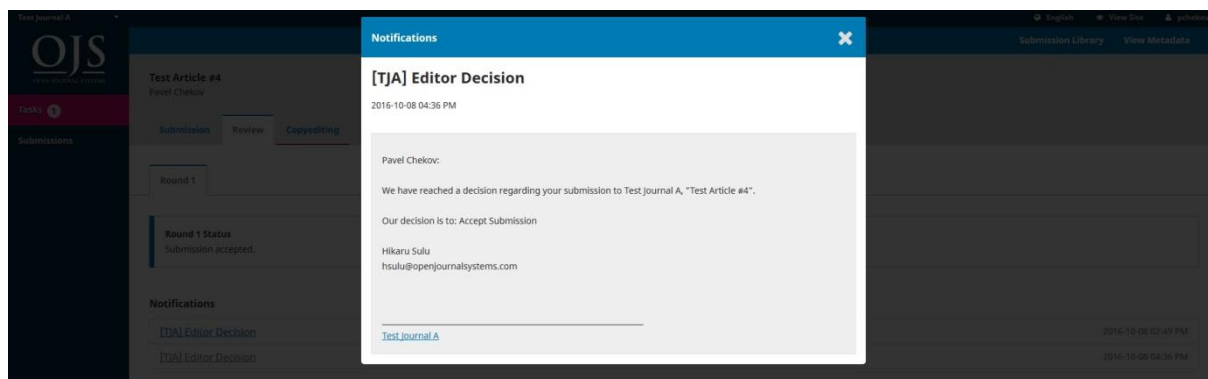 Test Journal A
English
View Site
OJS
OPEN JOURNAL SYSTEMS
Submission Library View Metadata
Tasks 1
Submissions
Test Article #4
Pavel Chekov
Submission Review Copyediting
Round 1
Round 1 Status
Submission accepted.
Notifications
[TJA] Editor Decision 2016-10-08 02:49 PM
[TJA] Editor Decision 2016-10-08 04:36 PM
Notifications
[TJA] Editor Decision
2016-10-08 04:36 PM
Pavel Chekov:
We have reached a decision regarding your submission to Test Journal A, "Test Article #4".
Our decision is to: Accept Submission
Hikaru Sulu
hsulu@openjournalsystems.com
Test Journal A